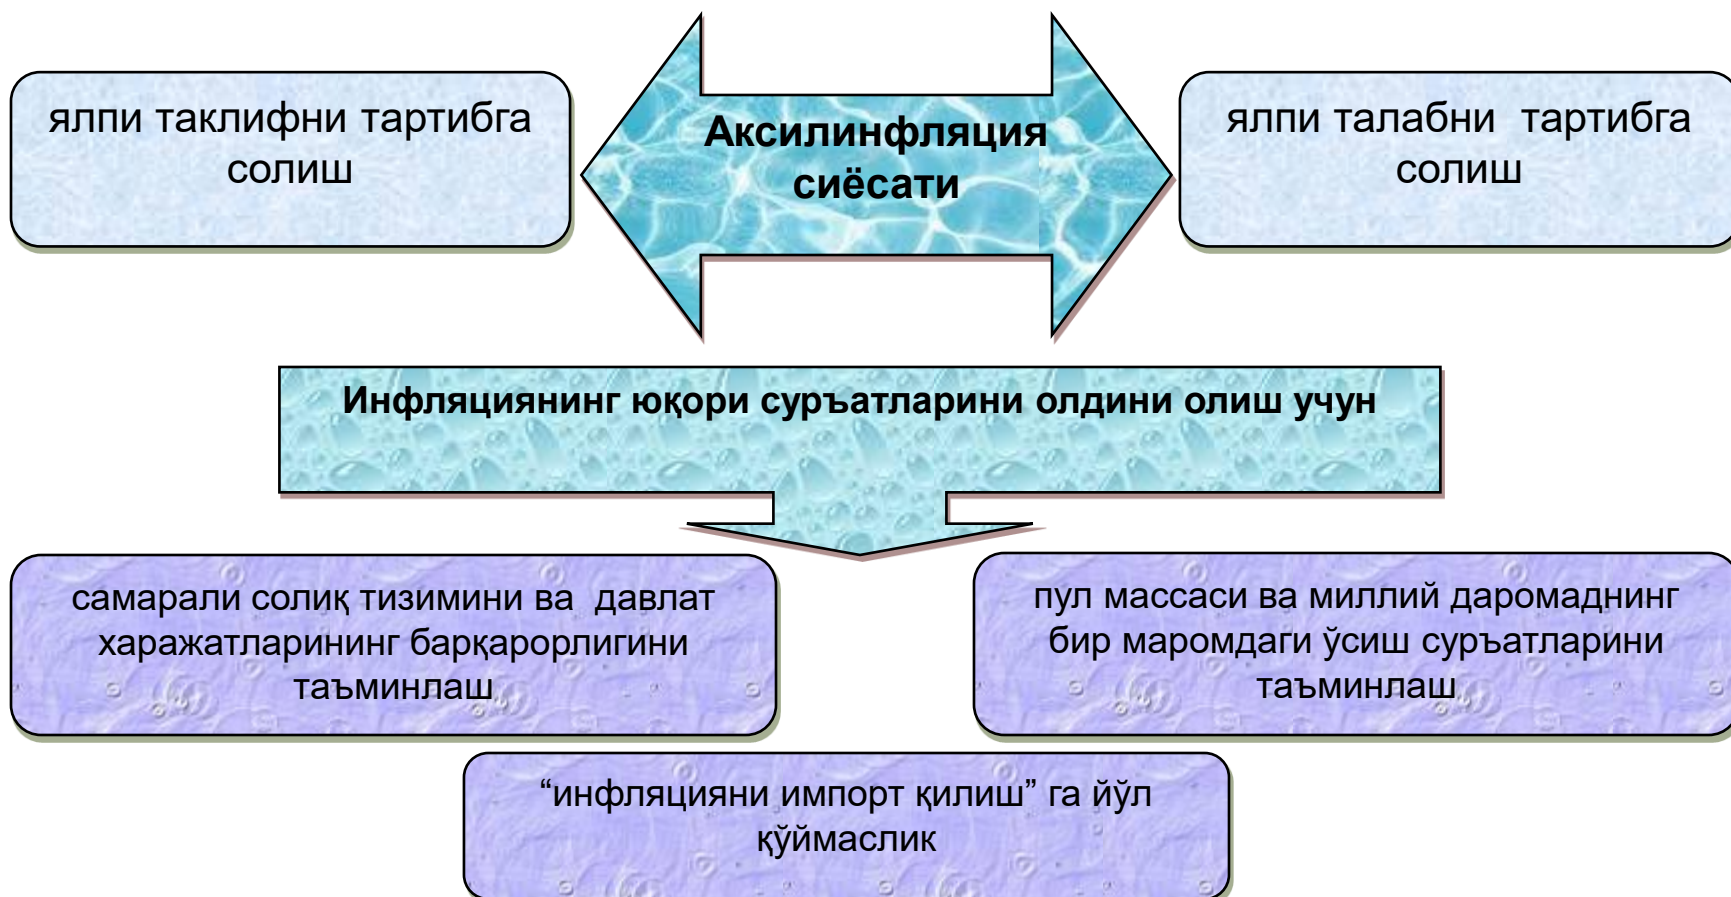 ялпи таклифни тартибга
солиш
Аксилинфляция
сиёсати
ялпи талабни тартибга
солиш
Инфляциянинг юқори суръатларини олдини олиш учун
самарали солиқ тизимини ва давлат
харажатларининг барқарорлигини
таъминлаш
пул массаси ва миллий даромаднинг
бир маромдаги ўсиш суръатларини
таъминлаш
“инфляцияни импорт қилиш” га йўл
қўймаслик